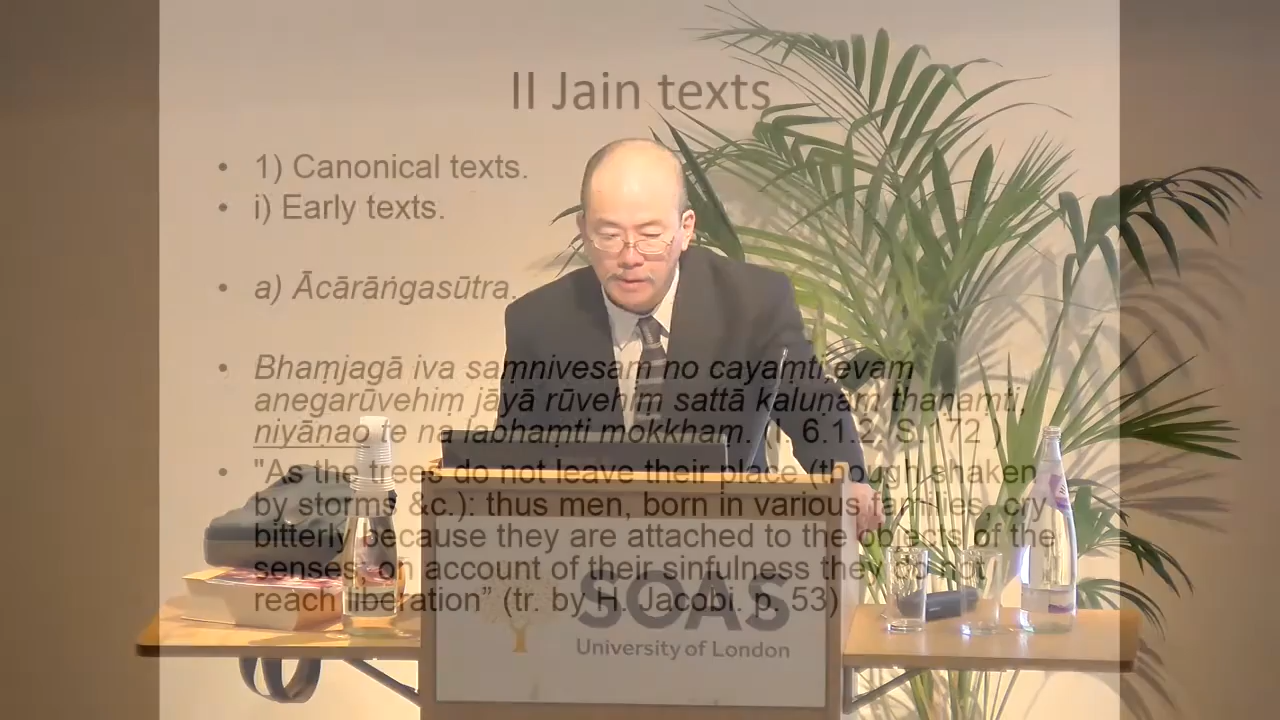 II Jain texts
• 1) Canonical texts.
• i) Early texts.
• a) Ācārāṅgasūtra.
• Bhaṃjagā iva saṃnivesaṃ no cayaṃti evaṃ
anegarūvehiṃ jāyā rūvehiṃ sattā kaluṇaṃ thaṇaṃti,
niyāṇao te na labhaṃti mokkhaṃ. (I. 6.1.2, S.172 )
• "As the trees do not leave their place (though shaken
by storms &c.): thus men, born in various families, cry
bitterly because they are attached to the objects of the
senses; on account of their sinfulness they do not
reach liberation” (tr. by H. Jacobi. p. 53)
SOAS
University of London